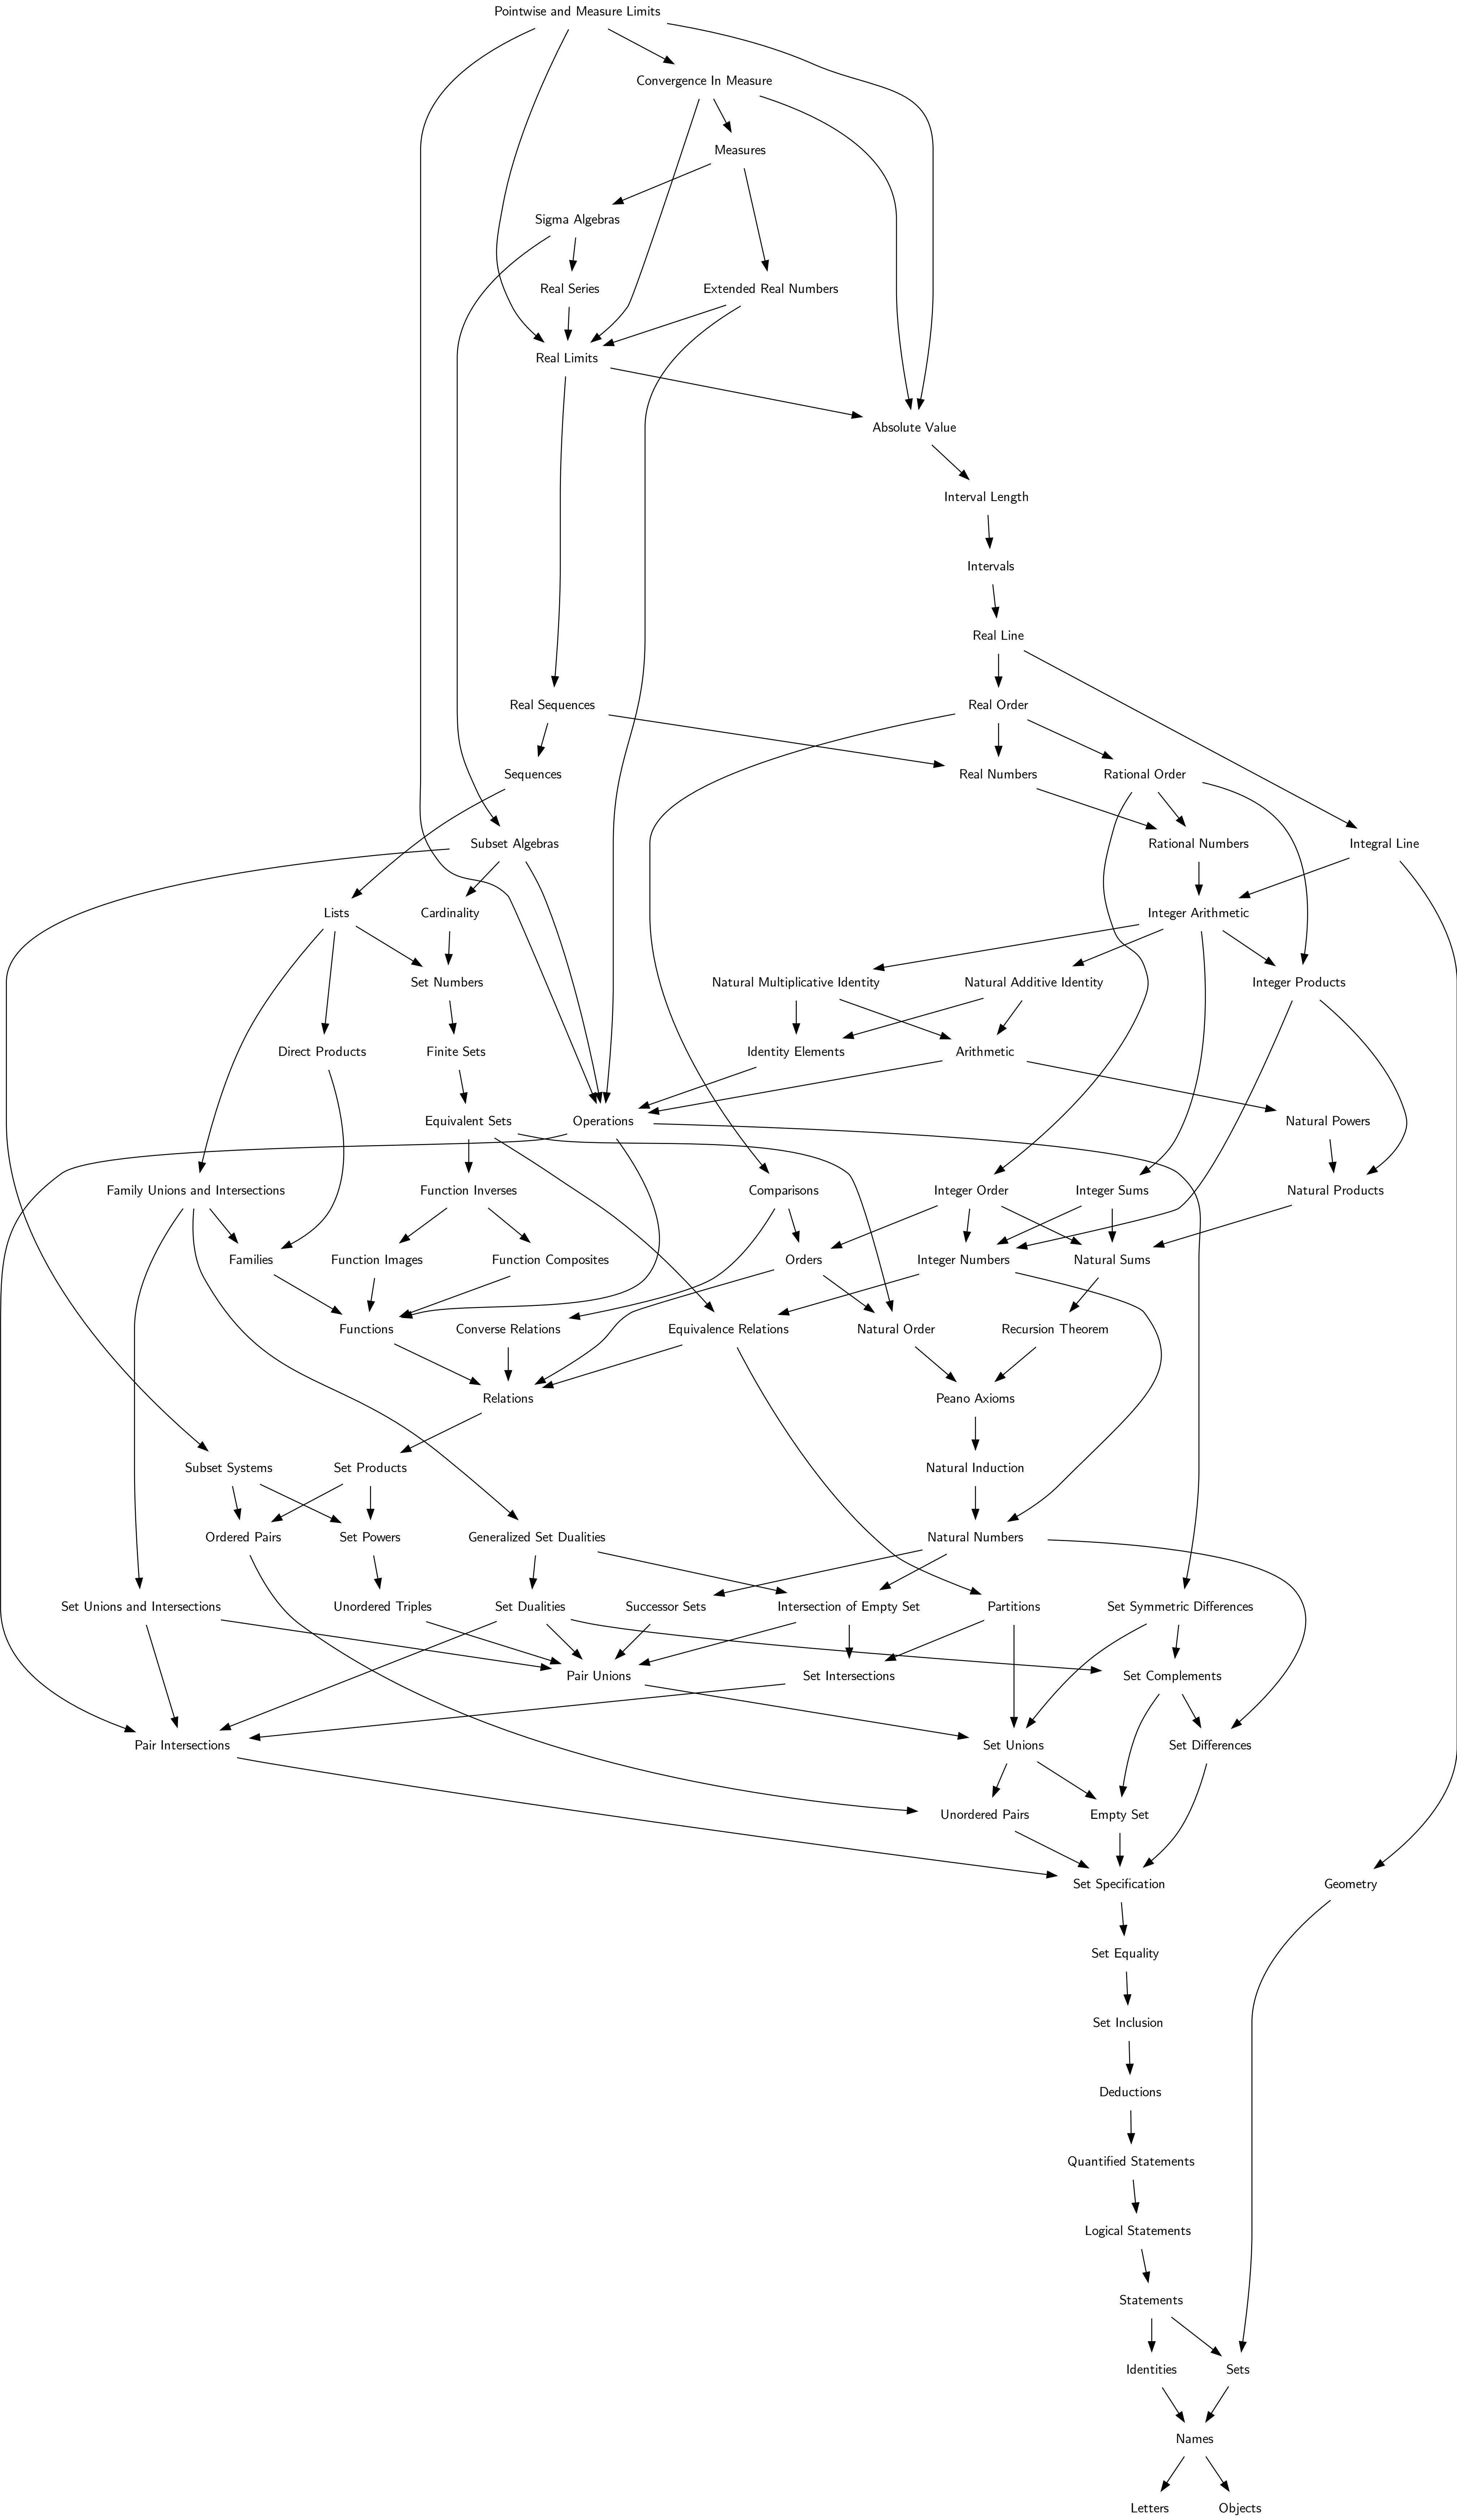 Pointwise and Measure Limits
Convergence In Measure
Measures
Sigma Algebras
Real Series
Extended Real Numbers
Real Limits
Absolute Value
Interval Length
Intervals
Real Line
Real Sequences
Real Order
Sequences
Real Numbers
Rational Order
Subset Algebras
Rational Numbers
Integral Line
Lists
Cardinality
Integer Arithmetic
Set Numbers
Natural Multiplicative Identity
Natural Additive Identity
Integer Products
Direct Products
Finite Sets
Identity Elements
Arithmetic
Equivalent Sets
Operations
Natural Powers
Family Unions and Intersections
Function Inverses
Comparisons
Integer Order
Integer Sums
Natural Products
Families
Function Images
Function Composites
Orders
Integer Numbers
Natural Sums
Functions
Converse Relations
Equivalence Relations
Natural Order
Recursion Theorem
Relations
Peano Axioms
Subset Systems
Set Products
Natural Induction
Ordered Pairs
Set Powers
Generalized Set Dualities
Natural Numbers
Set Unions and Intersections
Unordered Triples
Set Dualities
Successor Sets
Intersection of Empty Set
Partitions
Set Symmetric Differences
Pair Unions
Set Intersections
Set Complements
Pair Intersections
Set Unions
Set Differences
Unordered Pairs
Empty Set
Set Specification
Geometry
Set Equality
Set Inclusion
Deductions
Quantified Statements
Logical Statements
Statements
Identities
Sets
Names
Letters
Objects